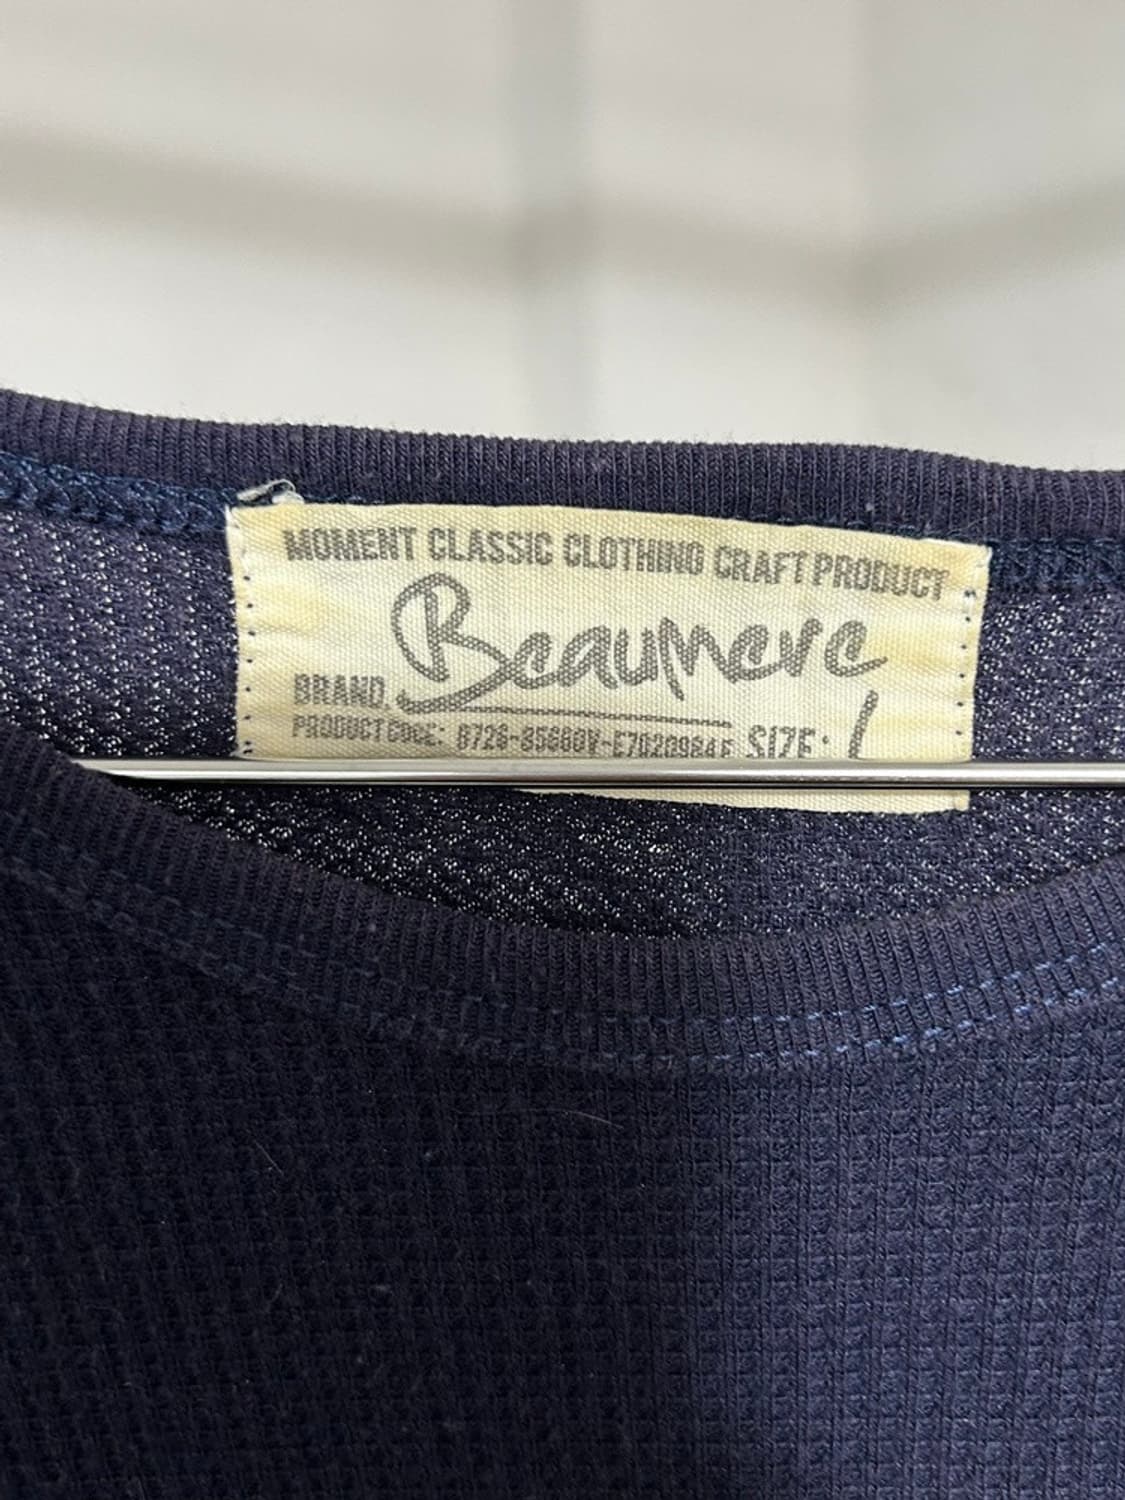 MOMENT CLASSIC CLOTHING CRAFT PRODUCT
BRAND. Beaumere
PRODUCT CODE: SIZE: